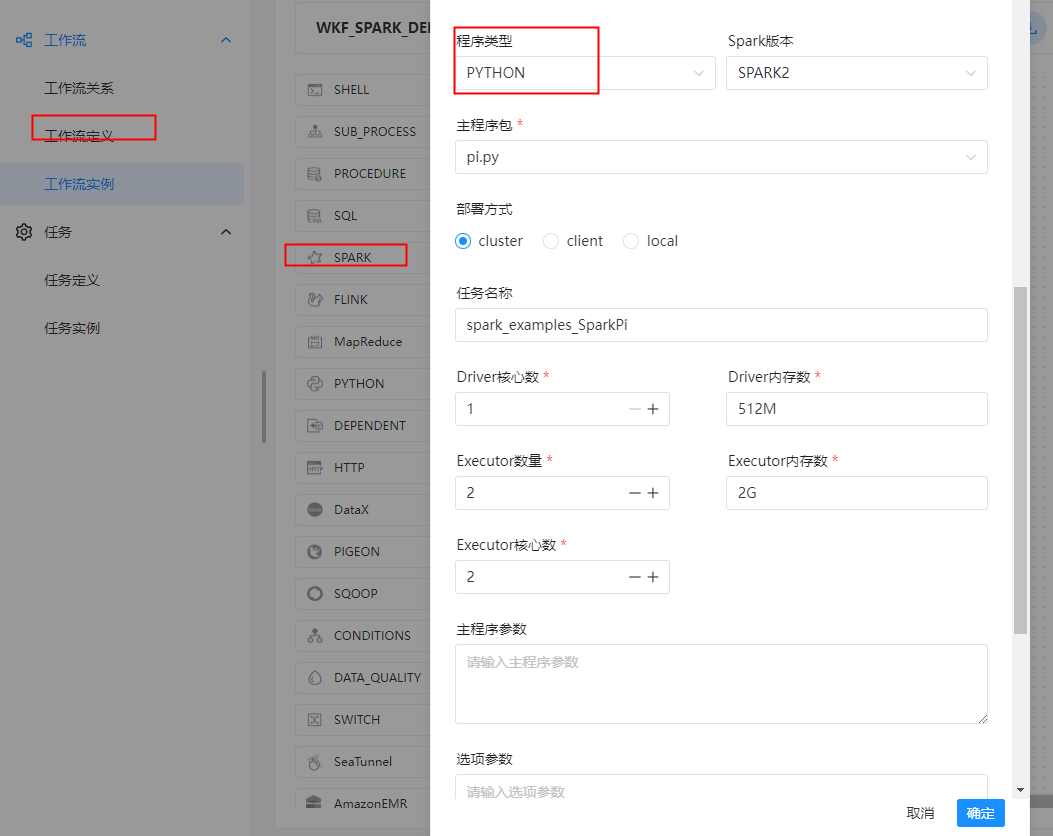 工作流
工作流关系
工作流定义
工作流实例
任务
任务定义
任务实例
WKF_SPARK_DE
SHELL
SUB_PROCESS
PROCEDURE
SQL
SPARK
FLINK
MapReduce
PYTHON
DEPENDENT
HTTP
DataX
PIGEON
SQOOP
CONDITIONS
DATA_QUALITY
SWITCH
SeaTunnel
AmazonEMR
程序类型
Spark版本
PYTHON
SPARK2
主程序包 *
pi.py
部署方式
cluster
client
local
任务名称
spark_examples_SparkPi
Driver核心数 *
Driver内存数 *
1
512M
Executor数量 *
Executor内存数 *
2
2G
Executor核心数 *
2
主程序参数
请输入主程序参数
选项参数
请输入选项参数
取消
确定